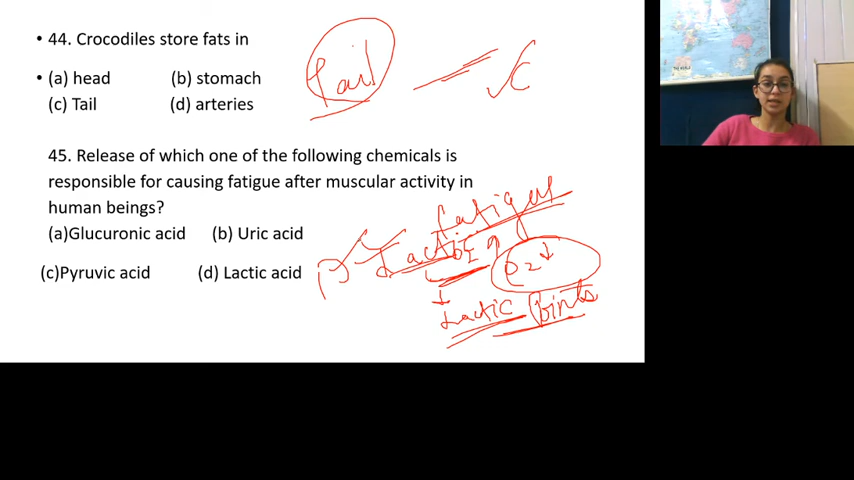 • 44. Crocodiles store fats in
• (a) head (b) stomach
(c) Tail (d) arteries
Tail
C
45. Release of which one of the following chemicals is
responsible for causing fatigue after muscular activity in
human beings?
(a)Glucuronic acid (b) Uric acid
(c)Pyruvic acid (d) Lactic acid
fatigue
D Lactic
O2↓
Lactic Joints